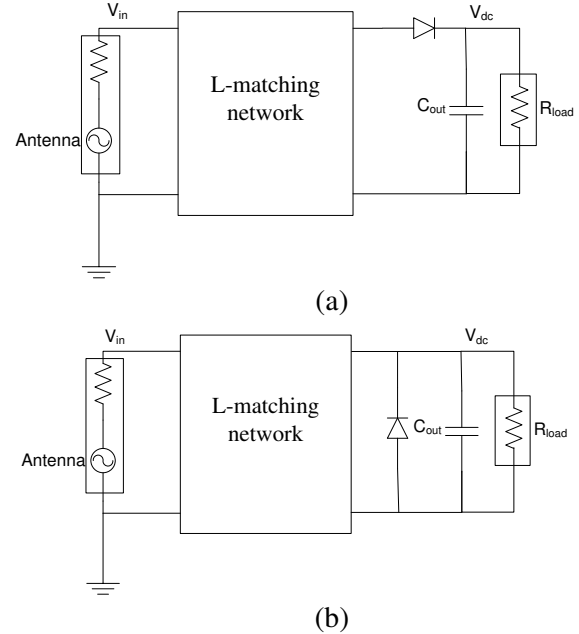 V_in
V_dc
L-matching
network
C_out
R_load
Antenna
(a)
V_in
V_dc
L-matching
network
C_out
R_load
Antenna
(b)